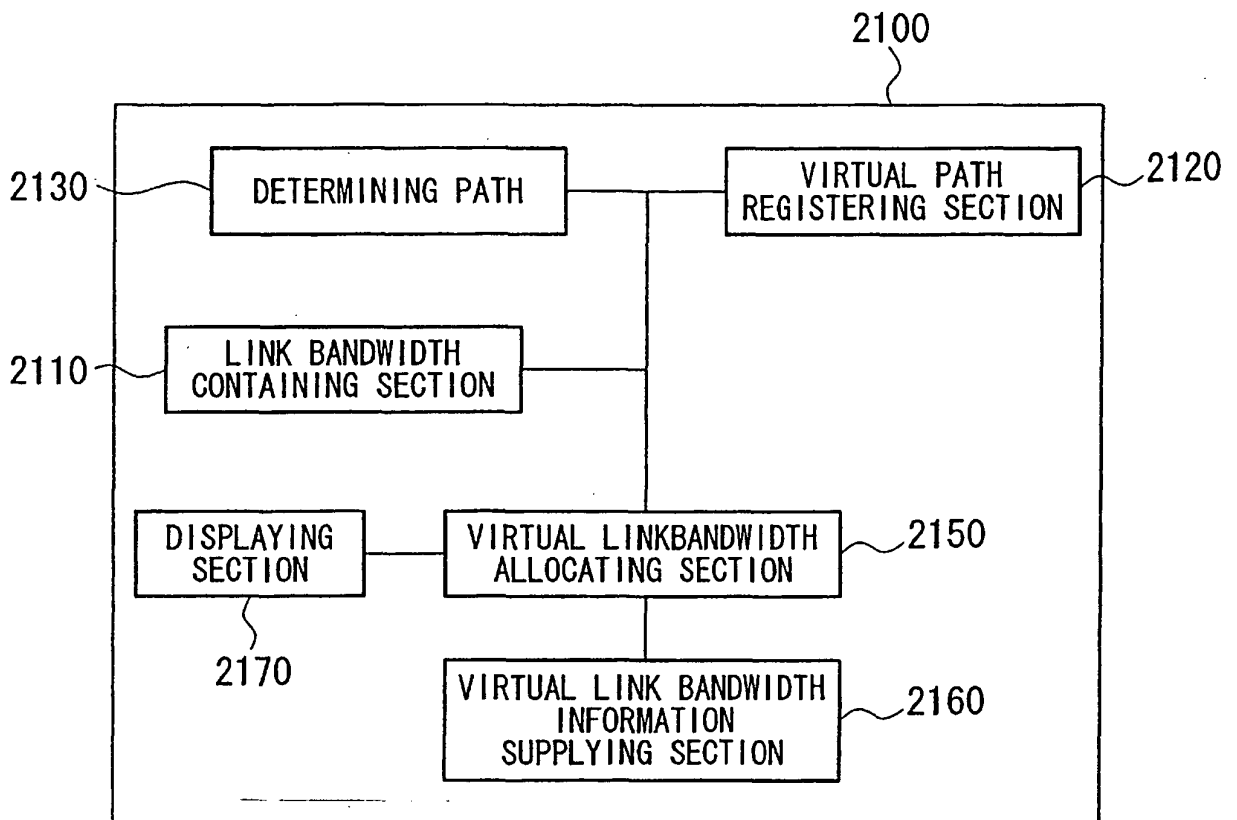 2100
2130
DETERMINING PATH
VIRTUAL PATH
REGISTERING SECTION
2120
2110
LINK BANDWIDTH
CONTAINING SECTION
DISPLAYING
SECTION
2170
VIRTUAL LINKBANDWIDTH
ALLOCATING SECTION
2150
VIRTUAL LINK BANDWIDTH
INFORMATION
SUPPLYING SECTION
2160